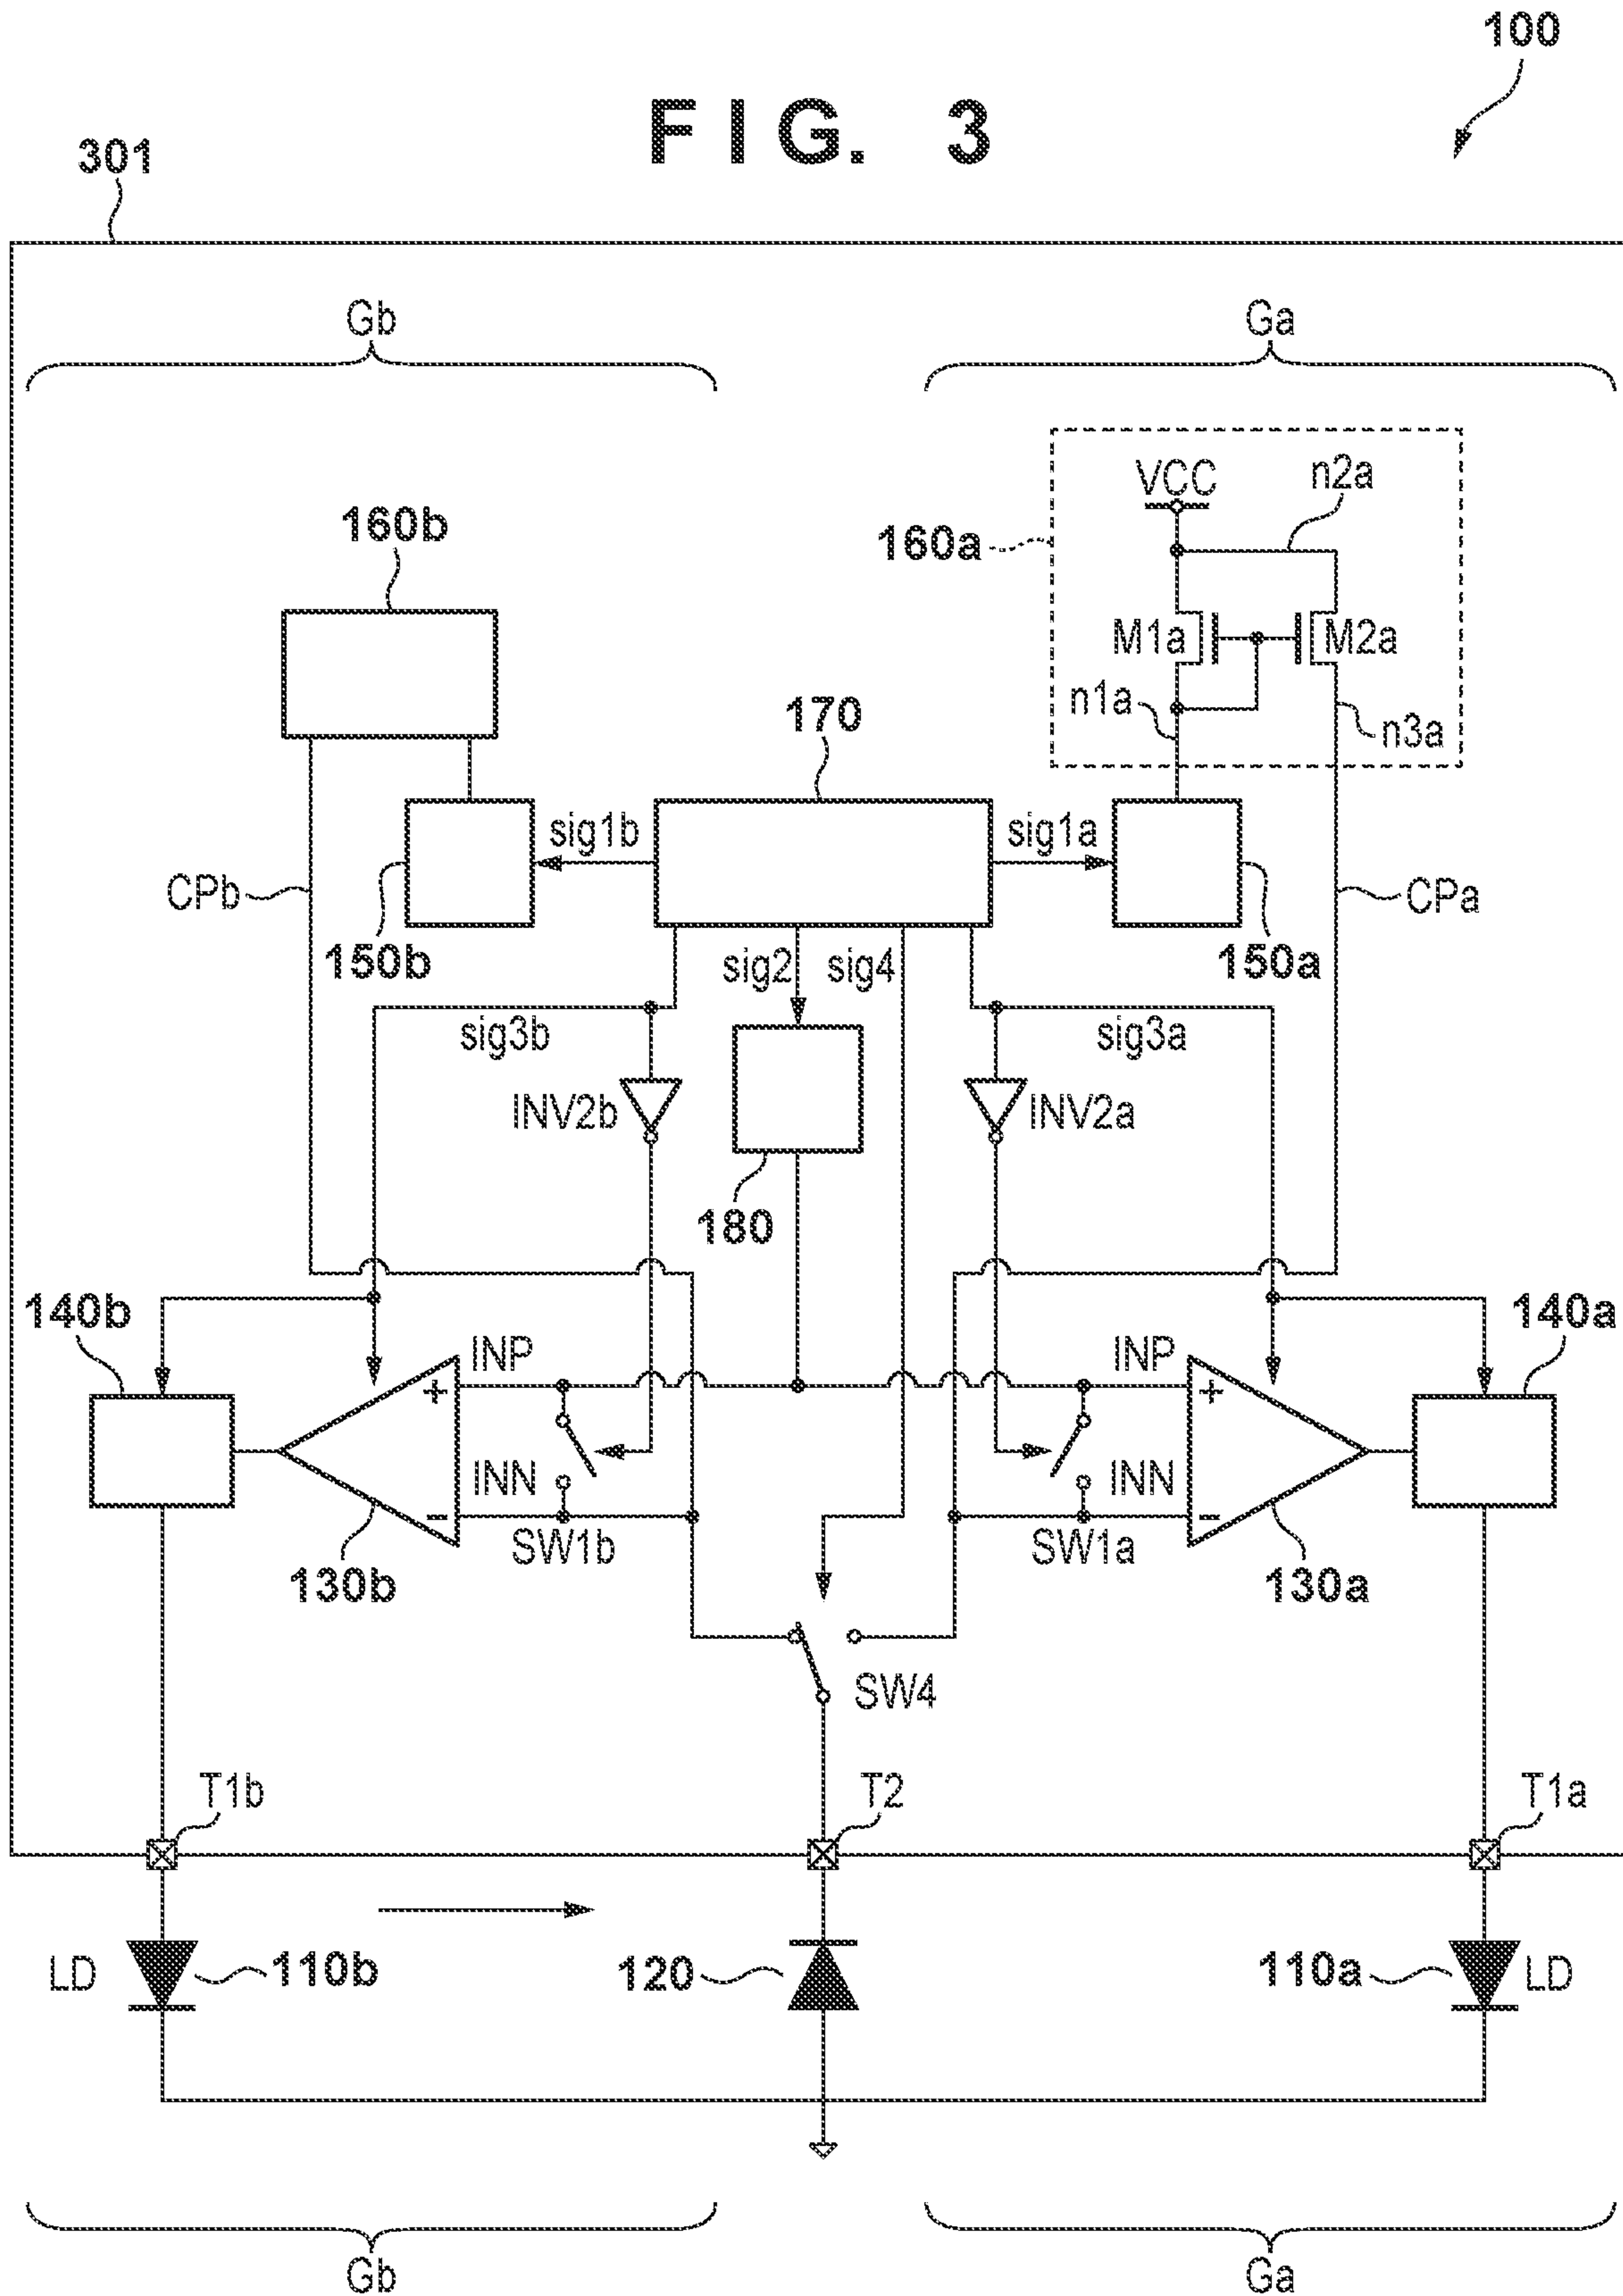 100
FIG. 3
301
Gb
Ga
VCC
n2a
160b
160a
M1a
M2a
n1a
n3a
170
sig1b
sig1a
CPb
CPa
150b
sig2
sig4
150a
sig3b
sig3a
INV2b
INV2a
180
140b
140a
INP
INP
+
+
INN
INN
−
−
SW1b
SW1a
130b
130a
SW4
T1b
T2
T1a
LD
110b
120
110a
LD
Gb
Ga